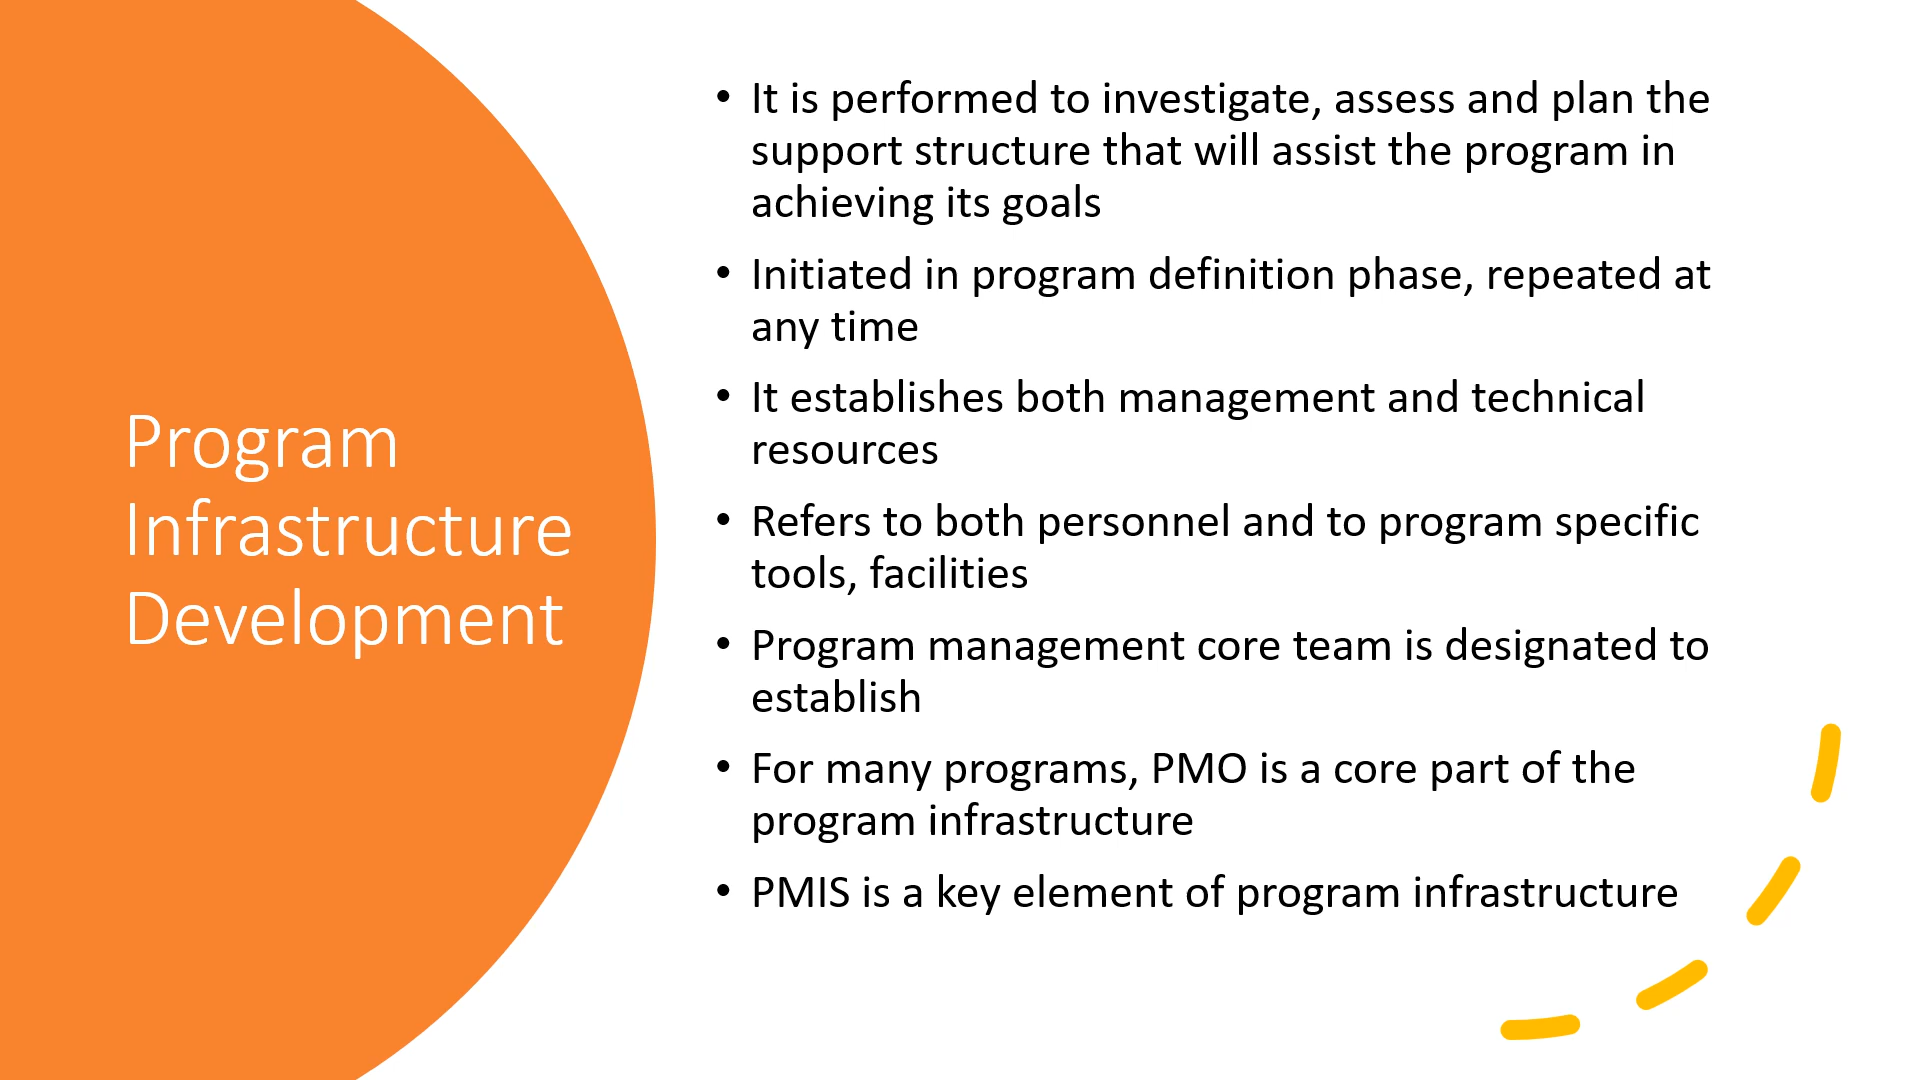 Program
Infrastructure
Development
• It is performed to investigate, assess and plan the
support structure that will assist the program in
achieving its goals
• Initiated in program definition phase, repeated at
any time
• It establishes both management and technical
resources
• Refers to both personnel and to program specific
tools, facilities
• Program management core team is designated to
establish
• For many programs, PMO is a core part of the
program infrastructure
• PMIS is a key element of program infrastructure